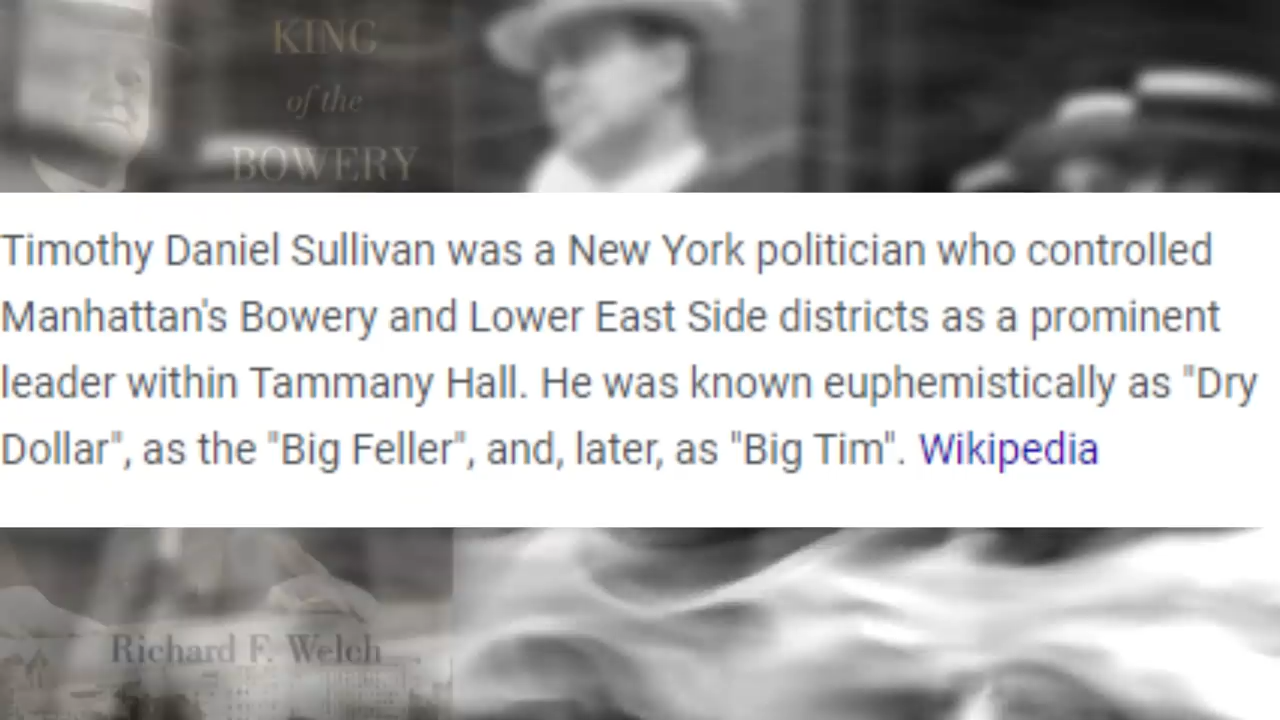 KING
of the
BOWERY
Timothy Daniel Sullivan was a New York politician who controlled
Manhattan's Bowery and Lower East Side districts as a prominent
leader within Tammany Hall. He was known euphemistically as "Dry
Dollar", as the "Big Feller", and, later, as "Big Tim". Wikipedia
Richard F. Welch